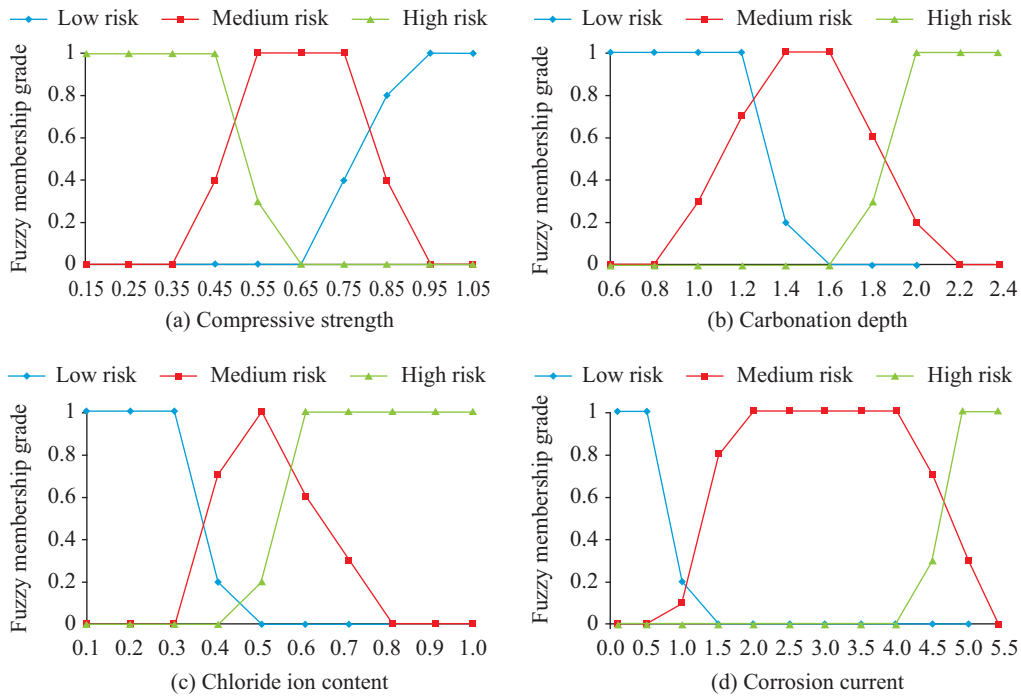 Low risk Medium risk High risk
Fuzzy membership grade
1
0.8
0.6
0.4
0.2
0
0.15 0.25 0.35 0.45 0.55 0.65 0.75 0.85 0.95 1.05
(a) Compressive strength
Low risk Medium risk High risk
Fuzzy membership grade
1
0.8
0.6
0.4
0.2
0
0.6 0.8 1.0 1.2 1.4 1.6 1.8 2.0 2.2 2.4
(b) Carbonation depth
Low risk Medium risk High risk
Fuzzy membership grade
1
0.8
0.6
0.4
0.2
0
0.1 0.2 0.3 0.4 0.5 0.6 0.7 0.8 0.9 1.0
(c) Chloride ion content
Low risk Medium risk High risk
Fuzzy membership grade
1
0.8
0.6
0.4
0.2
0
0.0 0.5 1.0 1.5 2.0 2.5 3.0 3.5 4.0 4.5 5.0 5.5
(d) Corrosion current